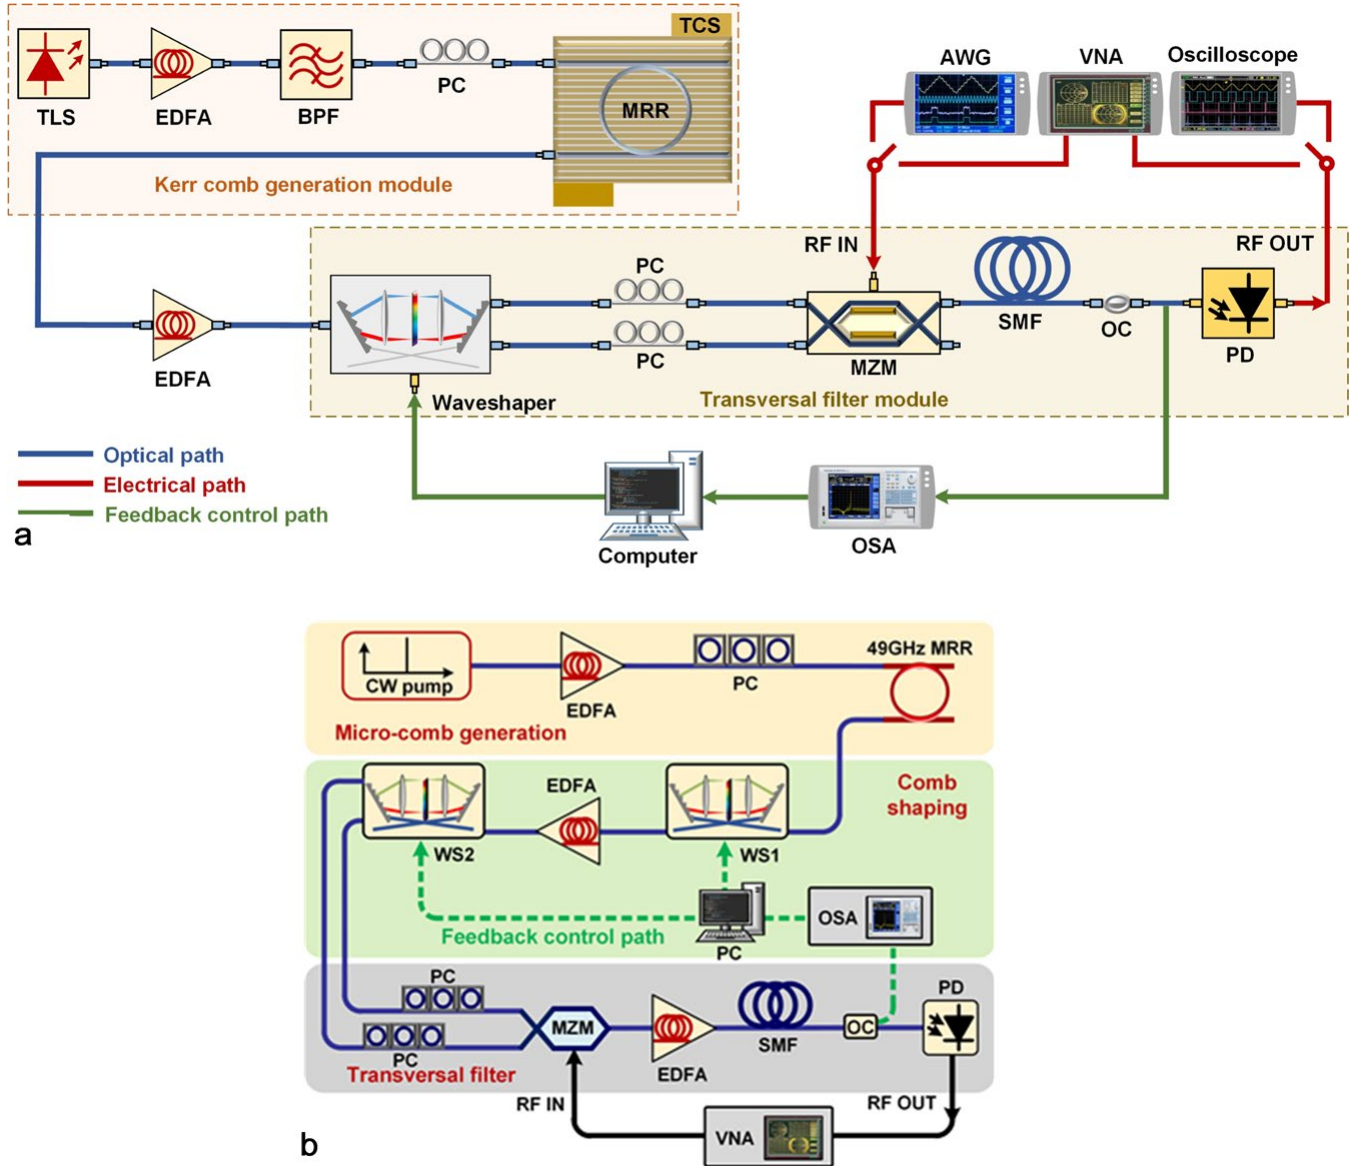 TCS
AWG
VNA
Oscilloscope
TLS
EDFA
BPF
PC
MRR
Kerr comb generation module
RF IN
RF OUT
PC
PC
EDFA
Waveshaper
MZM
SMF
OC
PD
Transversal filter module
Optical path
Electrical path
Feedback control path
Computer
OSA
a
CW pump
EDFA
PC
49GHz MRR
Micro-comb generation
EDFA
Comb
shaping
WS2
WS1
OSA
Feedback control path
PC
PC
PC
MZM
EDFA
SMF
OC
PD
Transversal filter
RF IN
RF OUT
VNA
b